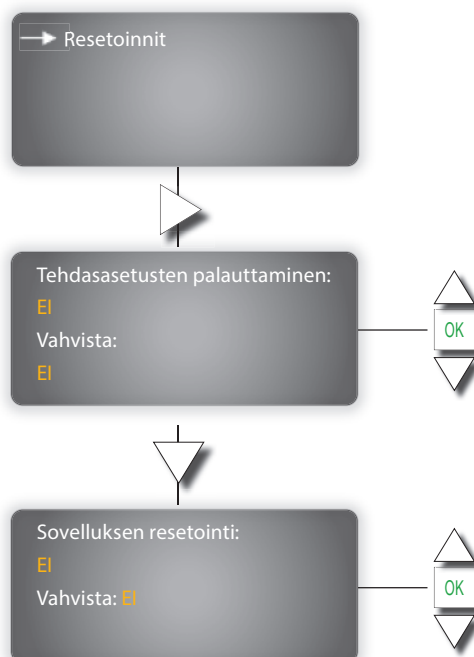 Resetoinnit
Tehdasasetusten palauttaminen:
EI
Vahvista:
EI
OK
Sovelluksen resetointi:
EI
Vahvista: EI
OK